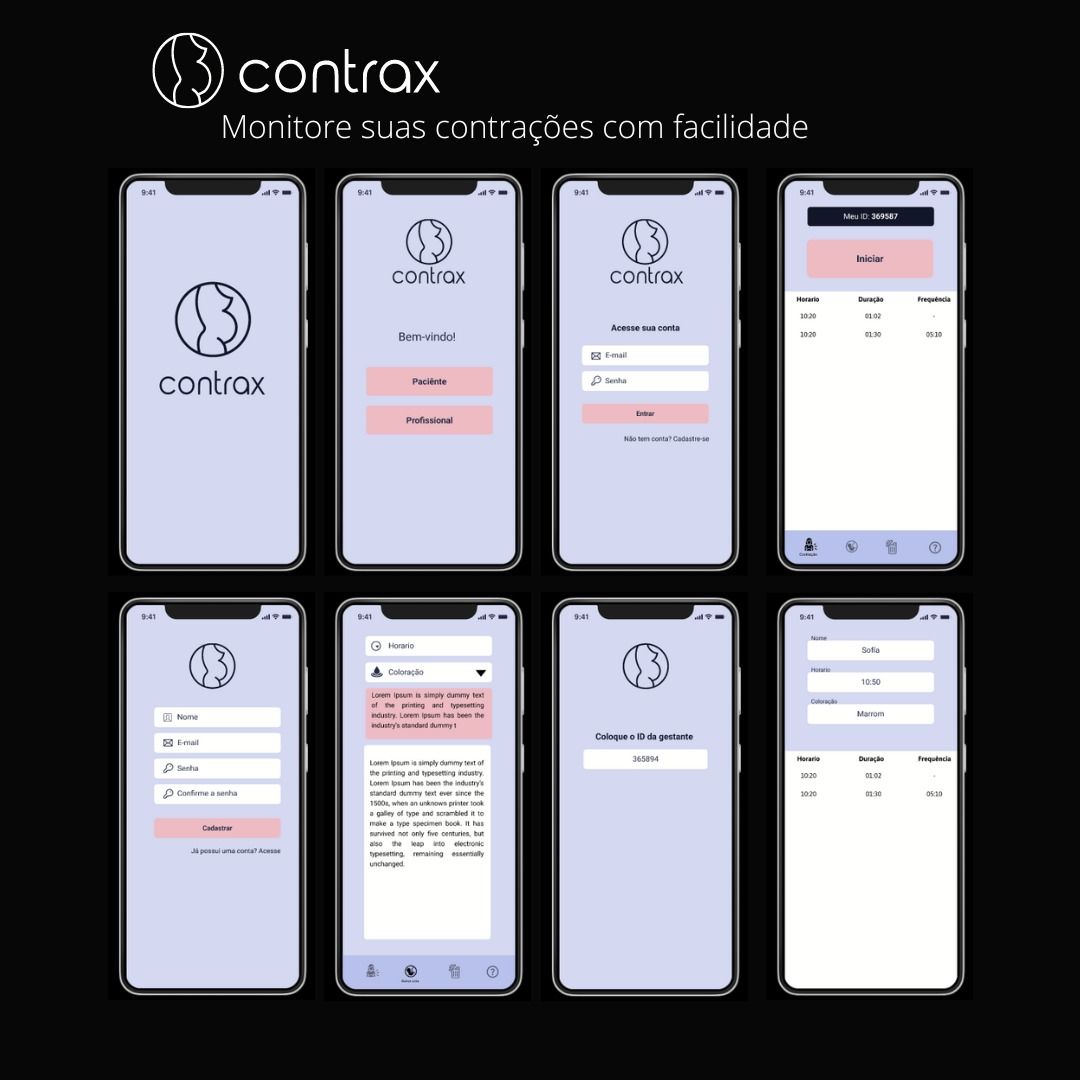 contrax
Monitore suas contrações com facilidade
9:41
contrax
9:41
contrax
Bem-vindo!
Paciênte
Profissional
9:41
contrax
Acesse sua conta
E-mail
Senha
Entrar
Não tem conta? Cadastre-se
9:41
Meu ID: 369587
Iniciar
Horario Duração Frequência
10:20 01:02 -
10:20 01:30 05:10
Contração
?
9:41
Nome
E-mail
Senha
Confirme a senha
Cadastrar
Já possui uma conta? Acesse
9:41
Horario
Coloração
Lorem Ipsum is simply dummy text
of the printing and typesetting
industry. Lorem Ipsum has been the
industry's standard dummy t
Lorem Ipsum is simply dummy text of
the printing and typesetting industry.
Lorem Ipsum has been the industry's
standard dummy text ever since the
1500s, when an unknown printer took
a galley of type and scrambled it to
make a type specimen book. It has
survived not only five centuries, but
also the leap into electronic
typesetting, remaining essentially
unchanged.
?
9:41
Coloque o ID da gestante
365894
9:41
Nome
Sofia
Horario
10:50
Coloração
Marrom
Horario Duração Frequência
10:20 01:02 -
10:20 01:30 05:10